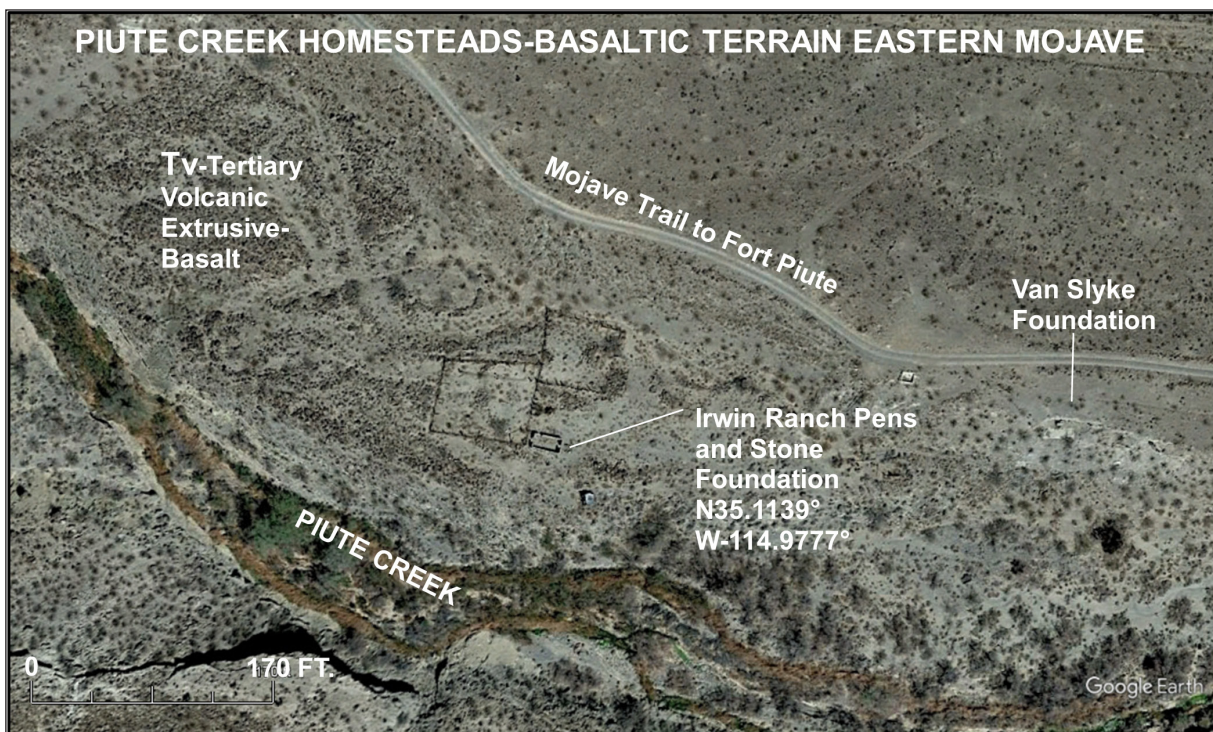 PIUTE CREEK HOMESTEADS-BASALTIC TERRAIN EASTERN MOJAVE
Tv-Tertiary
Volcanic
Extrusive-
Basalt
Mojave Trail to Fort Piute
Van Slyke
Foundation
Irwin Ranch Pens
and Stone
Foundation
N35.1139°
W-114.9777°
PIUTE CREEK
0
170 FT.
Google Earth